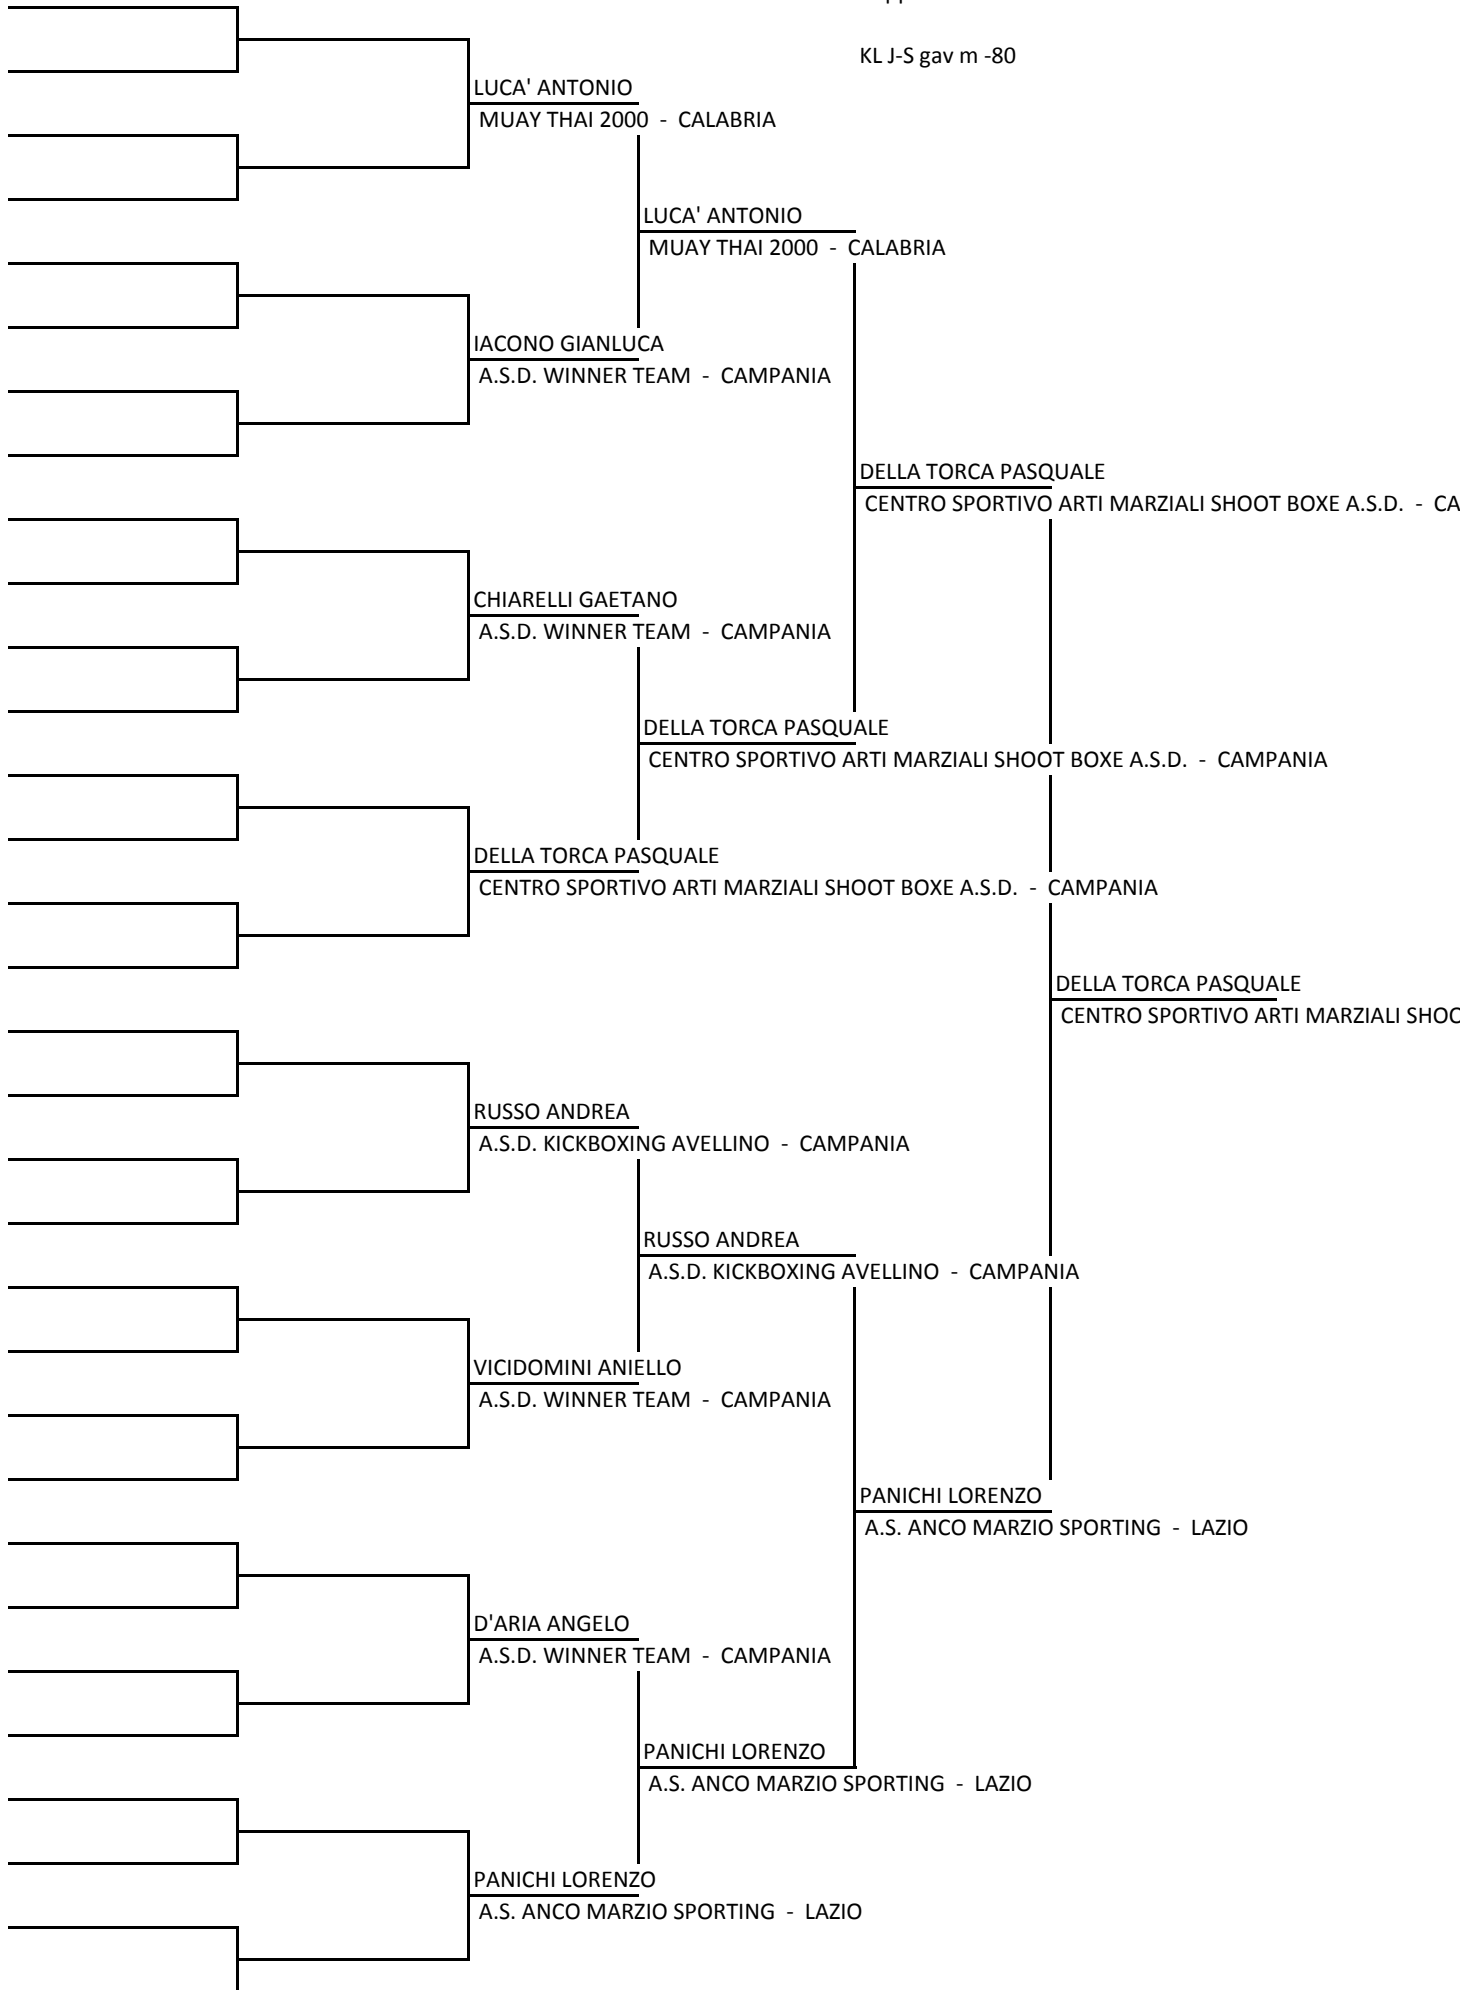 KL J-S gav m -80
LUCA' ANTONIO
MUAY THAI 2000 - CALABRIA
LUCA' ANTONIO
MUAY THAI 2000 - CALABRIA
IACONO GIANLUCA
A.S.D. WINNER TEAM - CAMPANIA
DELLA TORCA PASQUALE
CENTRO SPORTIVO ARTI MARZIALI SHOOT BOXE A.S.D. - CA
CHIARELLI GAETANO
A.S.D. WINNER TEAM - CAMPANIA
DELLA TORCA PASQUALE
CENTRO SPORTIVO ARTI MARZIALI SHOOT BOXE A.S.D. - CAMPANIA
DELLA TORCA PASQUALE
CENTRO SPORTIVO ARTI MARZIALI SHOOT BOXE A.S.D. - CAMPANIA
DELLA TORCA PASQUALE
CENTRO SPORTIVO ARTI MARZIALI SHOO
RUSSO ANDREA
A.S.D. KICKBOXING AVELLINO - CAMPANIA
RUSSO ANDREA
A.S.D. KICKBOXING AVELLINO - CAMPANIA
VICIDOMINI ANIELLO
A.S.D. WINNER TEAM - CAMPANIA
PANICHI LORENZO
A.S. ANCO MARZIO SPORTING - LAZIO
D'ARIA ANGELO
A.S.D. WINNER TEAM - CAMPANIA
PANICHI LORENZO
A.S. ANCO MARZIO SPORTING - LAZIO
PANICHI LORENZO
A.S. ANCO MARZIO SPORTING - LAZIO